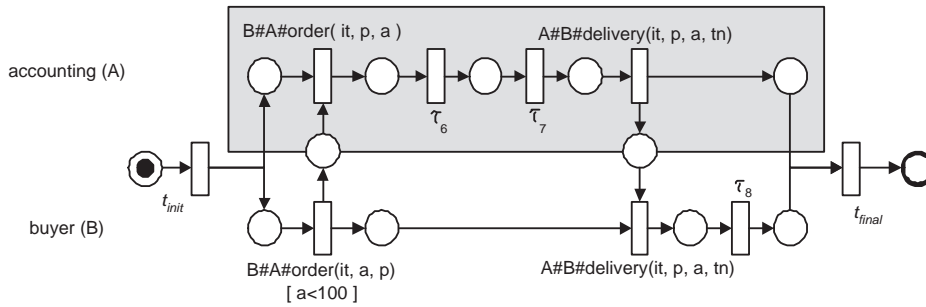 B#A#order( it, p, a )
A#B#delivery(it, p, a, tn)
accounting (A)
τ6
τ7
t_init
τ8
t_final
buyer (B)
B#A#order(it, a, p)
A#B#delivery(it, p, a, tn)
[ a<100 ]